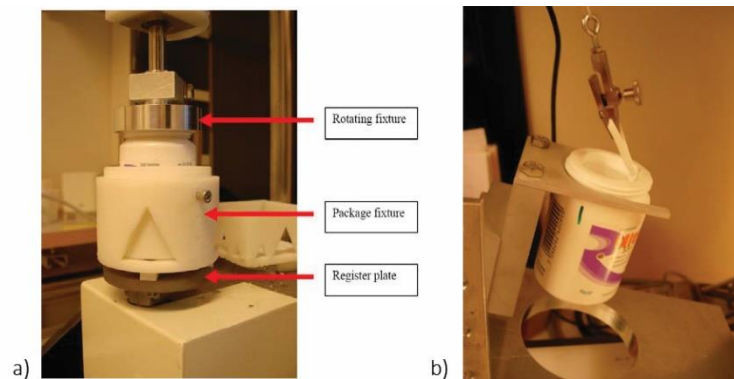 Rotating fixture
Package fixture
Register plate
a)
b)